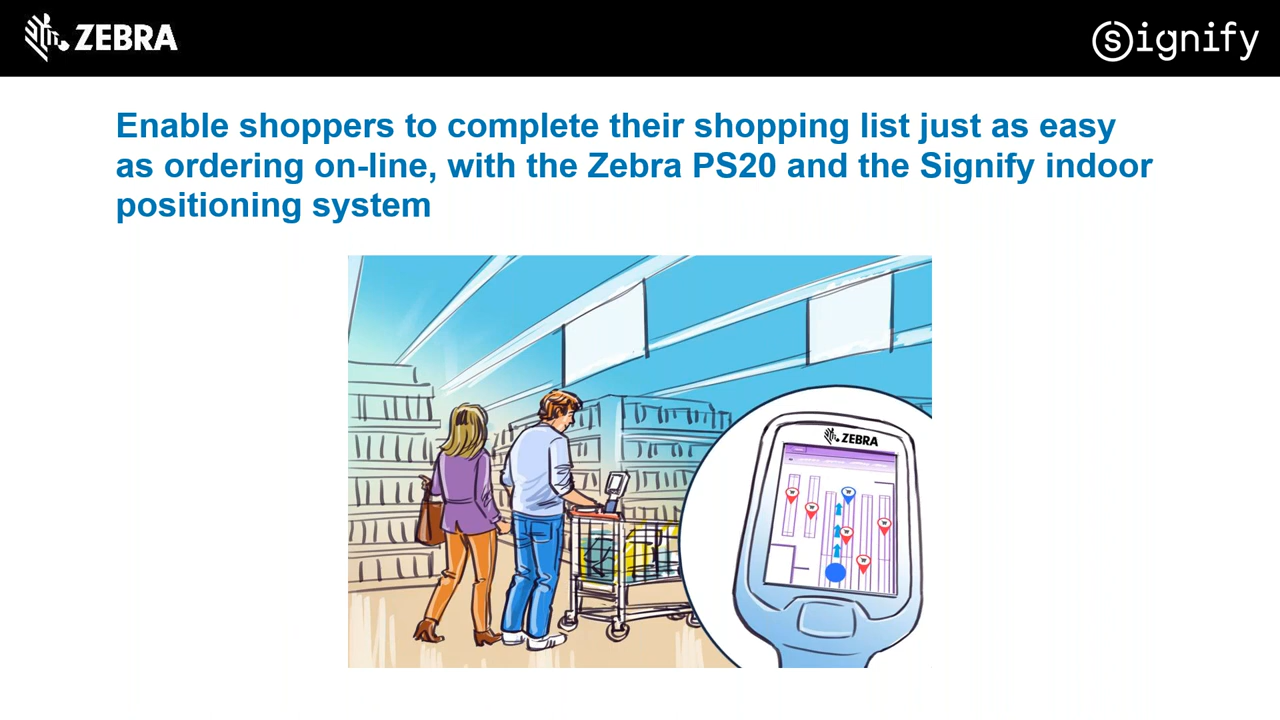 ZEBRA
signify
Enable shoppers to complete their shopping list just as easy
as ordering on-line, with the Zebra PS20 and the Signify indoor
positioning system
ZEBRA